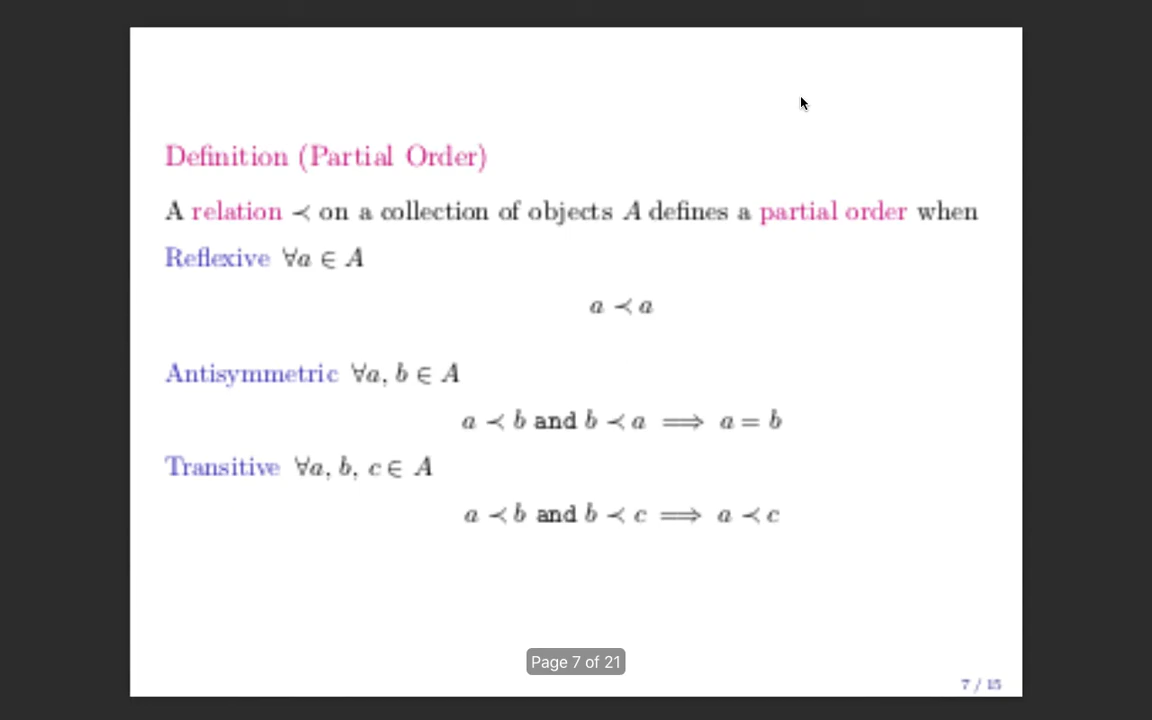 Definition (Partial Order)
A relation ≺ on a collection of objects A defines a partial order when
Reflexive ∀a ∈ A
a ≺ a
Antisymmetric ∀a, b ∈ A
a ≺ b and b ≺ a ⟹ a = b
Transitive ∀a, b, c ∈ A
a ≺ b and b ≺ c ⟹ a ≺ c
Page 7 of 21
7 / 15